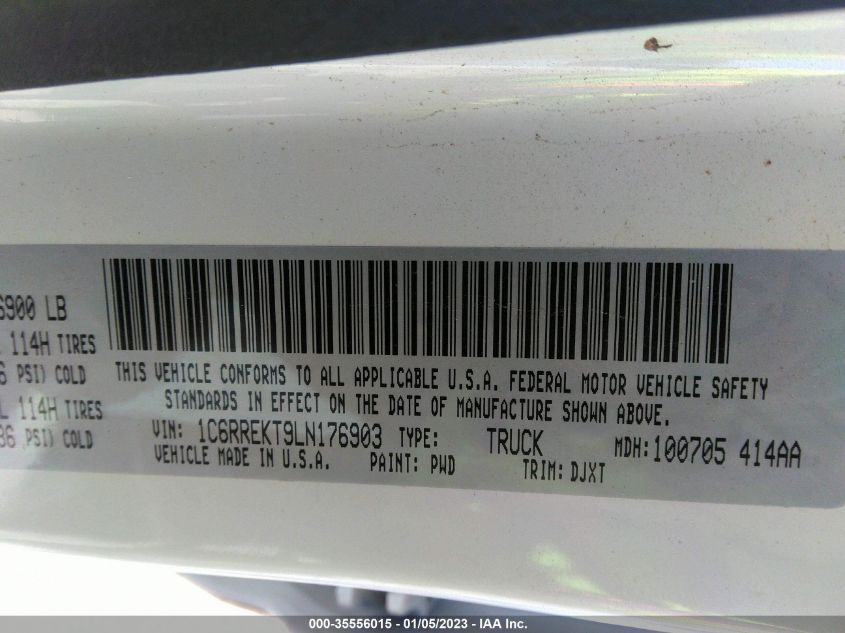 6900 LB
114H TIRES
6 PSI) COLD
L 114H TIRES
36 PSI) COLD
THIS VEHICLE CONFORMS TO ALL APPLICABLE U.S.A. FEDERAL MOTOR VEHICLE SAFETY
STANDARDS IN EFFECT ON THE DATE OF MANUFACTURE SHOWN ABOVE.
VIN: 1C6RREKT9LN176903 TYPE: TRUCK MDH:100705 414AA
VEHICLE MADE IN U.S.A. PAINT: PWD TRIM: DJXT
000-35556015 - 01/05/2023 - IAA Inc.